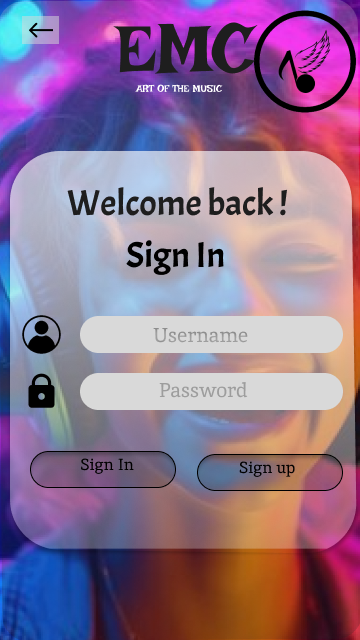 EMC
ART OF THE MUSIC
Welcome back !
Sign In
Username
Password
Sign In
Sign up